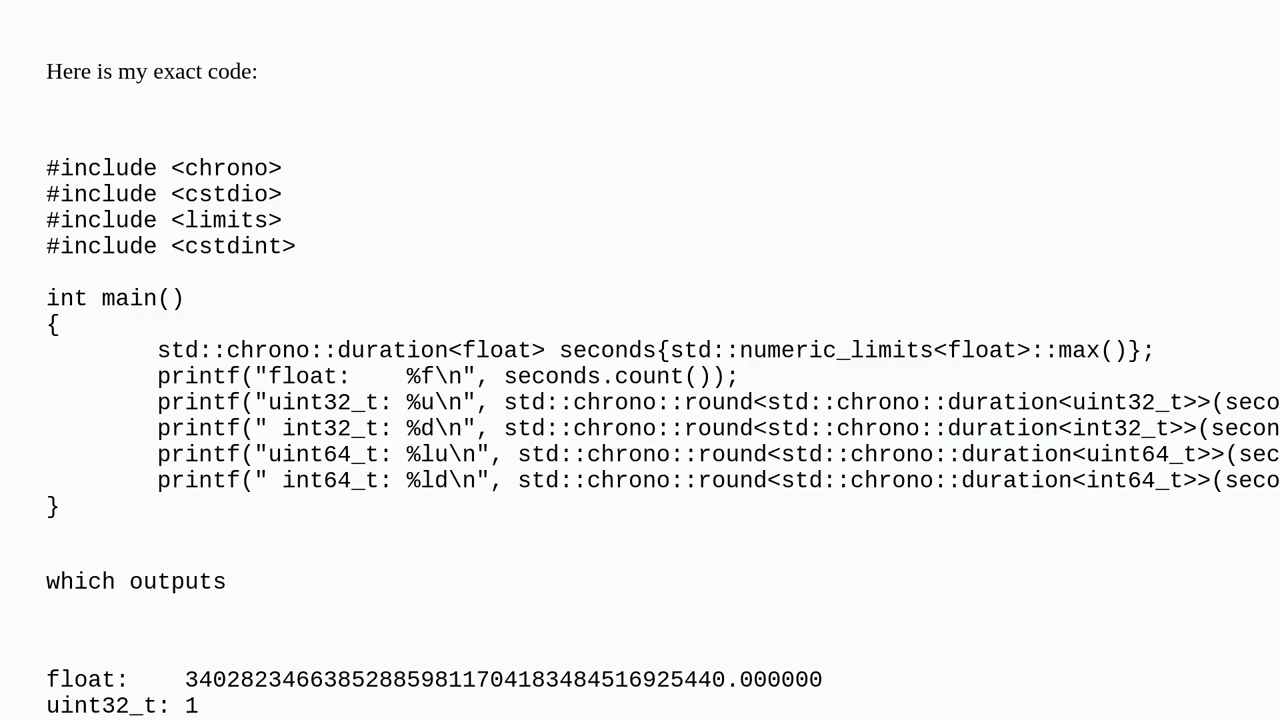 Here is my exact code:
#include <chrono>
#include <cstdio>
#include <limits>
#include <cstdint>
int main()
{
        std::chrono::duration<float> seconds{std::numeric_limits<float>::max()};
        printf("float:    %f\n", seconds.count());
        printf("uint32_t: %u\n", std::chrono::round<std::chrono::duration<uint32_t>>(seco
        printf(" int32_t: %d\n", std::chrono::round<std::chrono::duration<int32_t>>(secon
        printf("uint64_t: %lu\n", std::chrono::round<std::chrono::duration<uint64_t>>(sec
        printf(" int64_t: %ld\n", std::chrono::round<std::chrono::duration<int64_t>>(seco
}
which outputs
float:    340282346638528859811704183484516925440.000000
uint32_t: 1